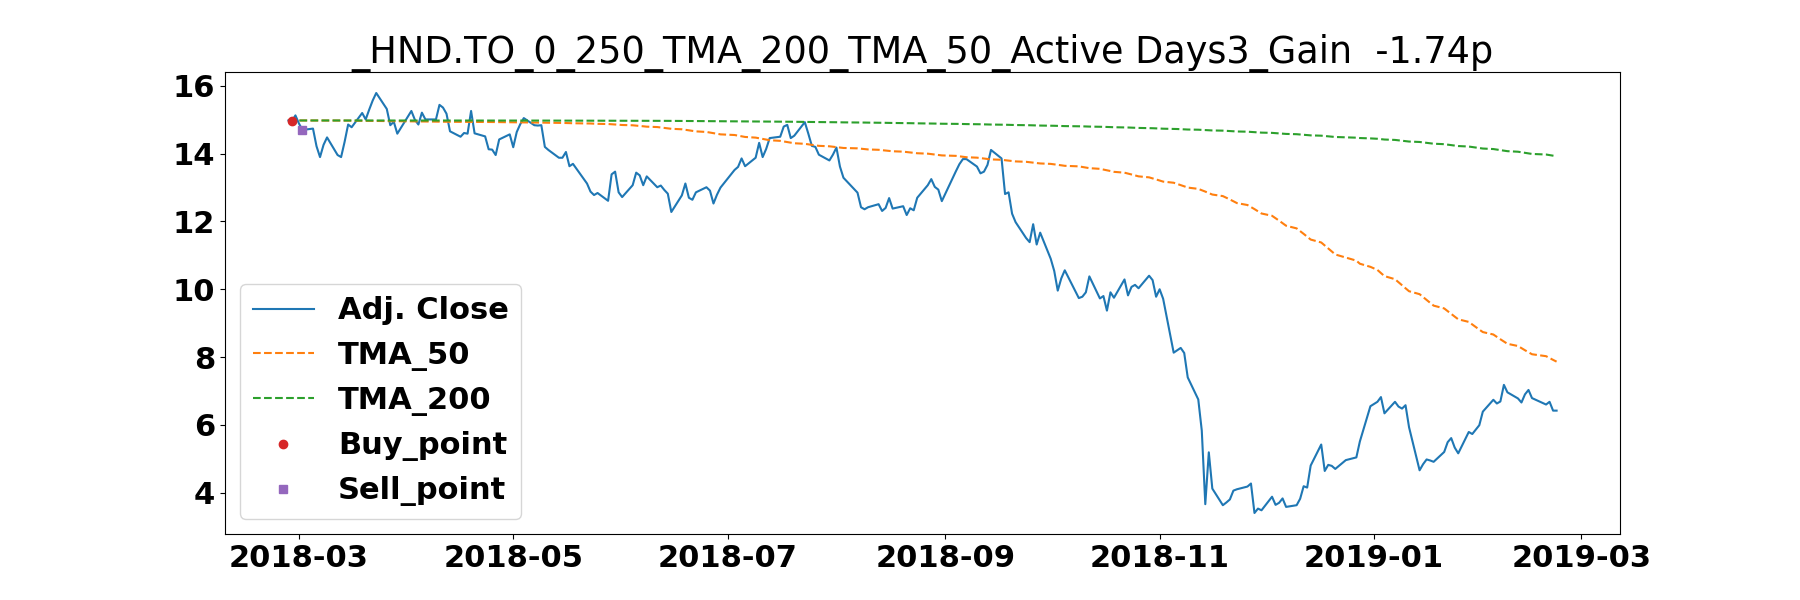 _HND.TO_0_250_TMA_200_TMA_50_Active Days3_Gain  -1.74p
16
14
12
10
8
6
4
Adj. Close
TMA_50
TMA_200
Buy_point
Sell_point
2018-03 2018-05 2018-07 2018-09 2018-11 2019-01 2019-03